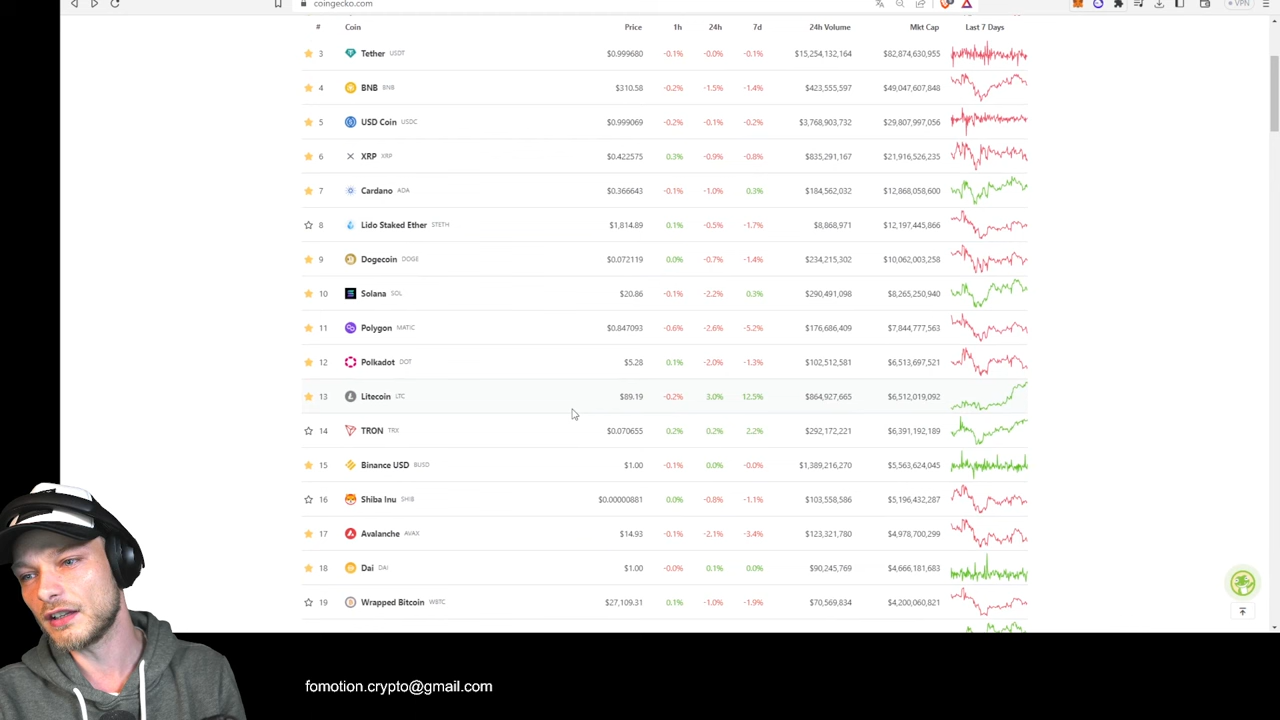 coingecko.com
VPN
# Coin Price 1h 24h 7d 24h Volume Mkt Cap Last 7 Days
3 Tether USDT $0.999680 -0.1% -0.0% -0.1% $15,254,132,164 $82,874,630,955
4 BNB BNB $310.58 -0.2% -1.5% -1.4% $423,555,597 $49,047,607,848
5 USD Coin USDC $0.999069 -0.2% -0.1% -0.2% $3,768,903,732 $29,807,997,056
6 XRP XRP $0.422575 0.3% -0.9% -0.8% $835,291,167 $21,916,526,235
7 Cardano ADA $0.366643 -0.1% -1.0% 0.3% $184,562,032 $12,868,058,600
8 Lido Staked Ether STETH $1,814.89 0.1% -0.5% -1.7% $8,868,971 $12,197,445,866
9 Dogecoin DOGE $0.072119 0.0% -0.7% -1.4% $234,215,302 $10,062,003,258
10 Solana SOL $20.86 -0.1% -2.2% 0.3% $290,491,098 $8,265,250,940
11 Polygon MATIC $0.847093 -0.6% -2.6% -5.2% $176,686,409 $7,844,777,563
12 Polkadot DOT $5.28 0.1% -2.0% -1.3% $102,512,581 $6,513,697,521
13 Litecoin LTC $89.19 -0.2% 3.0% 12.5% $864,927,665 $6,512,019,092
14 TRON TRX $0.070655 0.2% 0.2% 2.2% $292,172,221 $6,391,192,189
15 Binance USD BUSD $1.00 -0.1% 0.0% -0.0% $1,389,216,270 $5,563,624,045
16 Shiba Inu SHIB $0.00000881 0.0% -0.8% -1.1% $103,558,586 $5,196,432,287
17 Avalanche AVAX $14.93 -0.1% -2.1% -3.4% $123,321,780 $4,978,700,299
18 Dai DAI $1.00 -0.0% 0.1% 0.0% $90,245,769 $4,666,181,683
19 Wrapped Bitcoin WBTC $27,109.31 0.1% -1.0% -1.9% $70,569,834 $4,200,060,821
fomotion.crypto@gmail.com